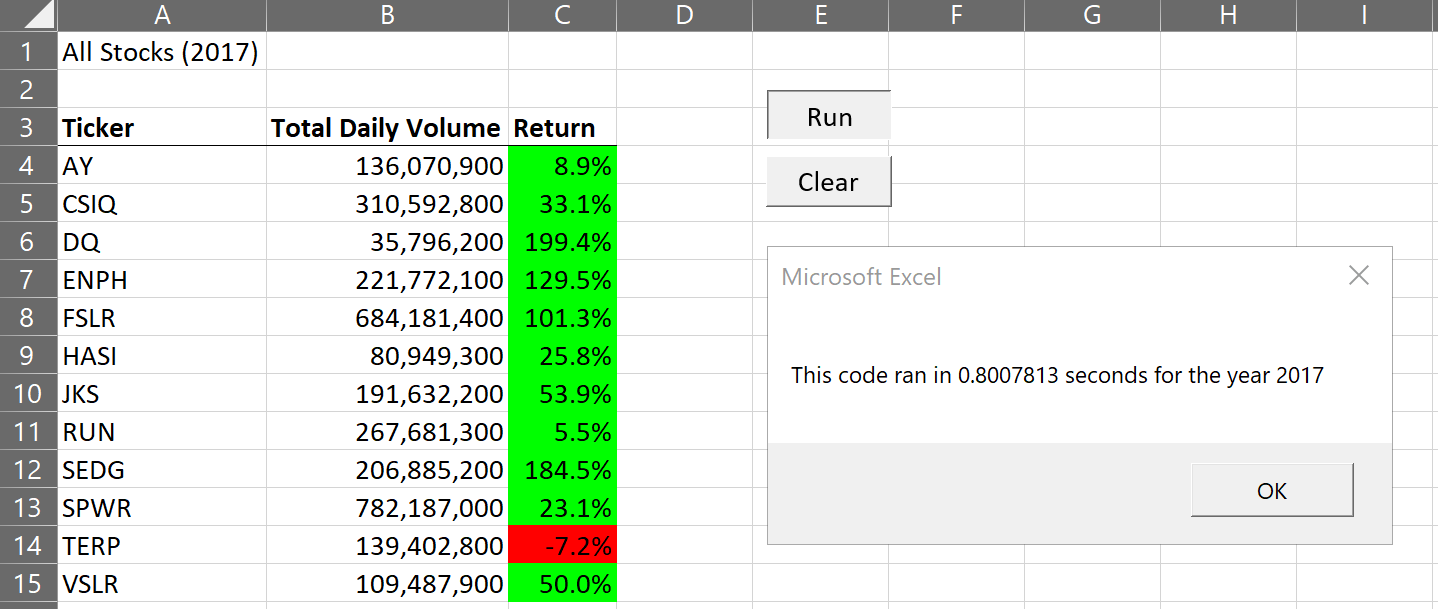 A B C D E F G H I
1 All Stocks (2017)
2
3 Ticker Total Daily Volume Return
4 AY 136,070,900 8.9%
5 CSIQ 310,592,800 33.1%
6 DQ 35,796,200 199.4%
7 ENPH 221,772,100 129.5%
8 FSLR 684,181,400 101.3%
9 HASI 80,949,300 25.8%
10 JKS 191,632,200 53.9%
11 RUN 267,681,300 5.5%
12 SEDG 206,885,200 184.5%
13 SPWR 782,187,000 23.1%
14 TERP 139,402,800 -7.2%
15 VSLR 109,487,900 50.0%
Run
Clear
Microsoft Excel
This code ran in 0.8007813 seconds for the year 2017
OK